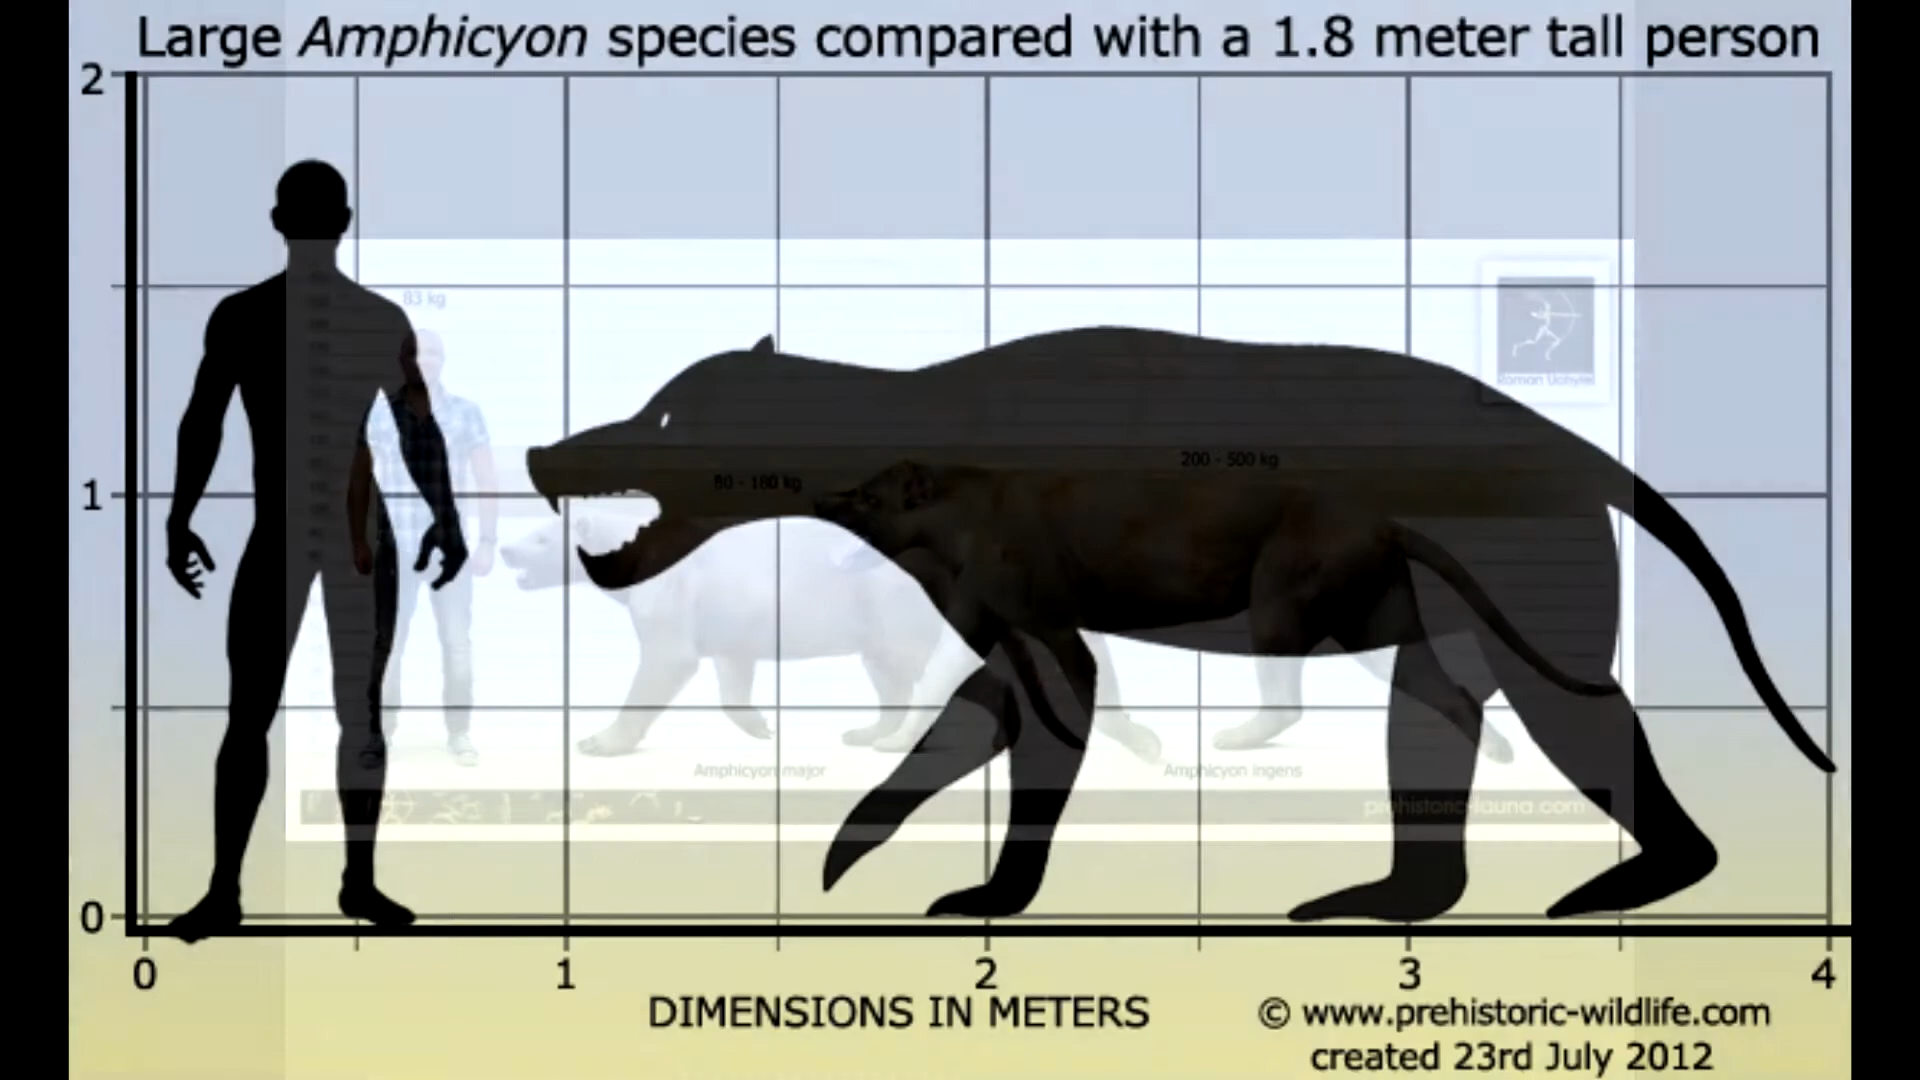 Large Amphicyon species compared with a 1.8 meter tall person
2
83 kg
Roman Uchytel
200 - 500 kg
80 - 180 kg
1
Amphicyon major
Amphicyon ingens
prehistoric-fauna.com
0
0 1 2 3 4
DIMENSIONS IN METERS
© www.prehistoric-wildlife.com
created 23rd July 2012